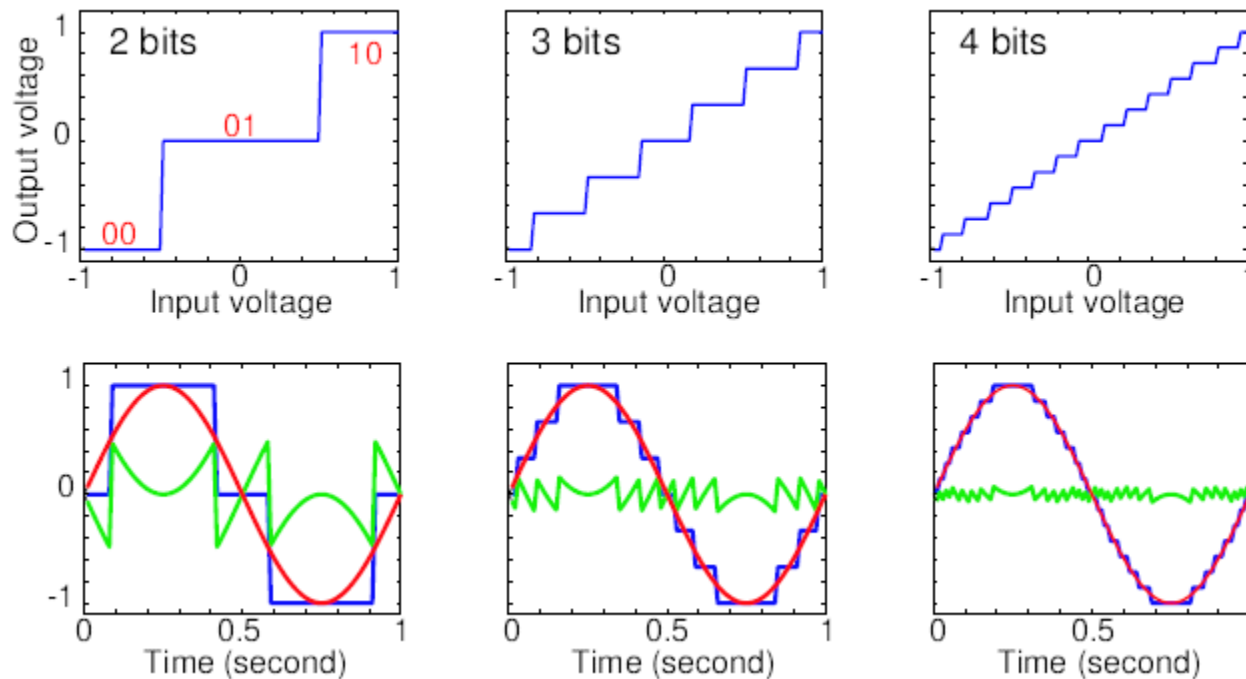 2 bits
10
01
00
1
0
-1
Output voltage
-1 0 1
Input voltage
3 bits
-1 0 1
Input voltage
4 bits
-1 0
Input voltage
1
0
-1
0 0.5 1
Time (second)
0 0.5 1
Time (second)
0 0.5
Time (second)